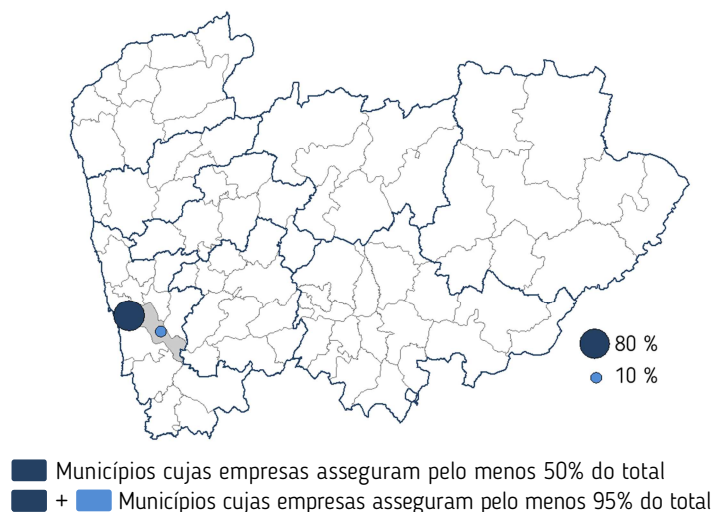 80 %
10 %
Municípios cujas empresas asseguram pelo menos 50% do total
+ Municípios cujas empresas asseguram pelo menos 95% do total